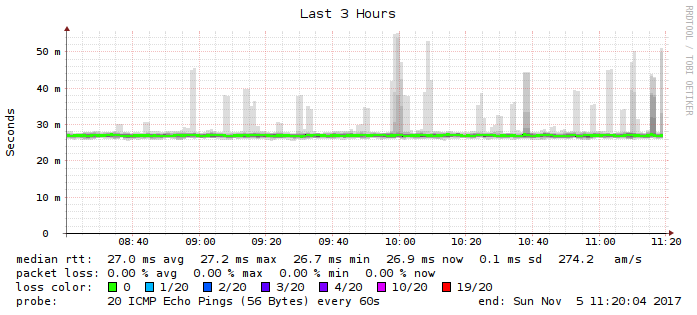 Last 3 Hours
RRDTOOL / TOBI OETIKER
Seconds
50 m
40 m
30 m
20 m
10 m
0
08:40 09:00 09:20 09:40 10:00 10:20 10:40 11:00 11:20
median rtt: 27.0 ms avg 27.2 ms max 26.7 ms min 26.9 ms now 0.1 ms sd 274.2 am/s
packet loss: 0.00 % avg 0.00 % max 0.00 % min 0.00 % now
loss color: 0 1/20 2/20 3/20 4/20 10/20 19/20
probe: 20 ICMP Echo Pings (56 Bytes) every 60s end: Sun Nov 5 11:20:04 2017